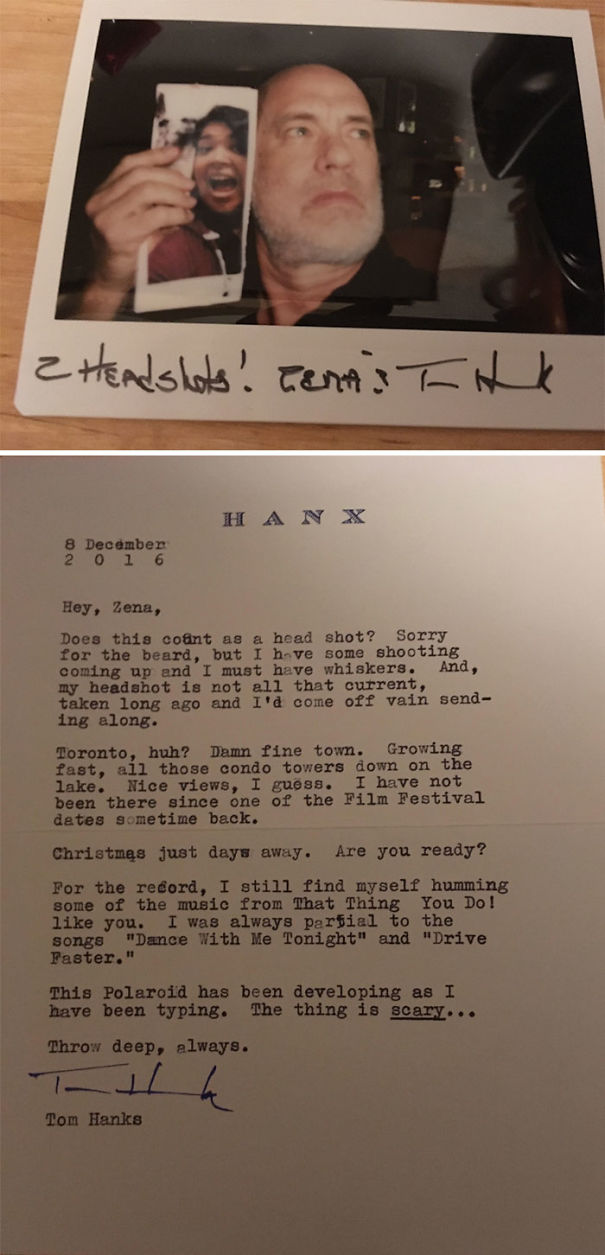 2 Headshots! Zena? Tom Hank
HANX
8 December
2 0 1 6
Hey, Zena,
Does this count as a head shot? Sorry
for the beard, but I have some shooting
coming up and I must have whiskers. And,
my headshot is not all that current,
taken long ago and I'd come off vain send-
ing along.
Toronto, huh? Damn fine town. Growing
fast, all those condo towers down on the
lake. Nice views, I guess. I have not
been there since one of the Film Festival
dates sometime back.
Christmas just days away. Are you ready?
For the record, I still find myself humming
some of the music from That Thing You Do!
like you. I was always partial to the
songs "Dance With Me Tonight" and "Drive
Faster."
This Polaroid has been developing as I
have been typing. The thing is scary...
Throw deep, always.
Tom Hank
Tom Hanks